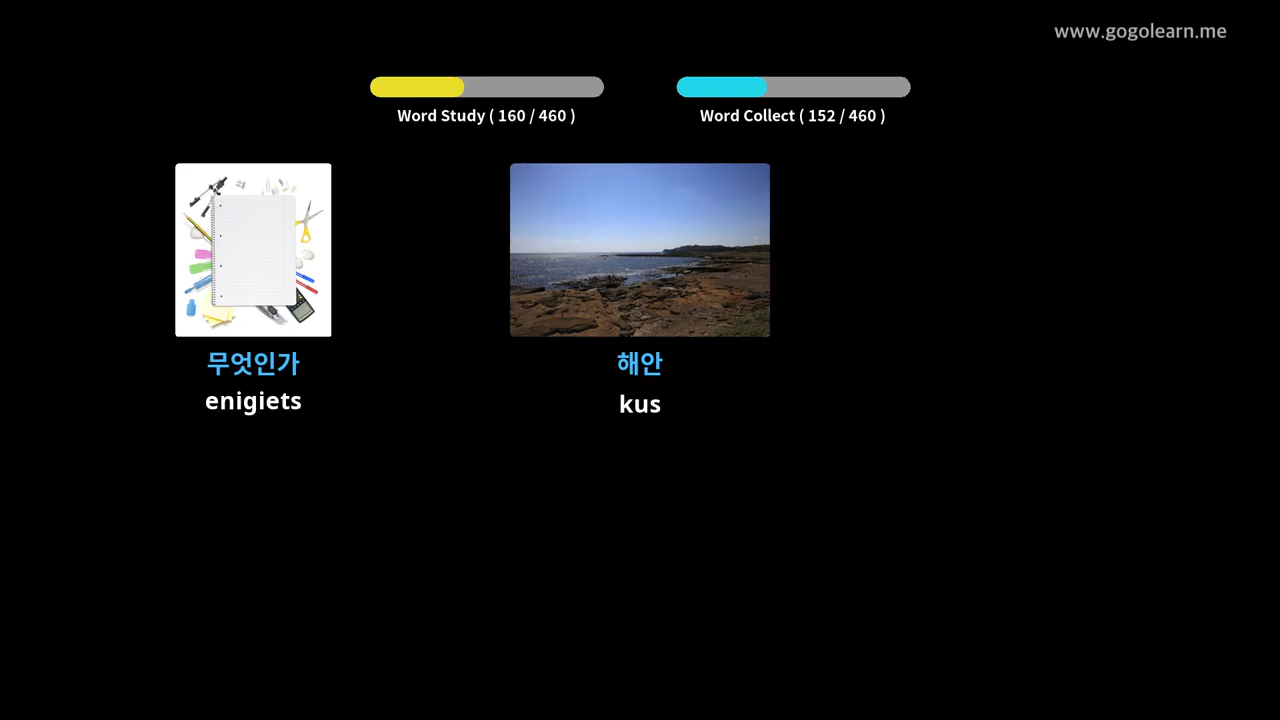 www.gogolearn.me
Word Study ( 160 / 460 )
Word Collect ( 152 / 460 )
무엇인가
enigiets
해안
kus